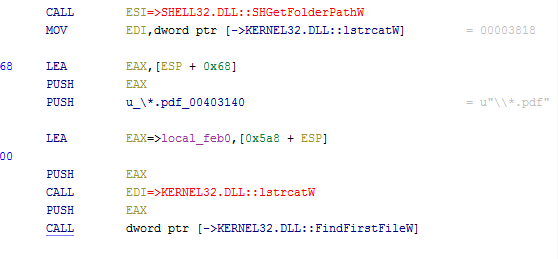 CALL ESI=>SHELL32.DLL::SHGetFolderPathW
MOV EDI,dword ptr [->KERNEL32.DLL::lstrcatW] = 00003818
68 LEA EAX,[ESP + 0x68]
PUSH EAX
PUSH u_\*.pdf_00403140 = u"\\*.pdf"
LEA EAX=>local_feb0,[0x5a8 + ESP]
00
PUSH EAX
CALL EDI=>KERNEL32.DLL::lstrcatW
PUSH EAX
CALL dword ptr [->KERNEL32.DLL::FindFirstFileW]